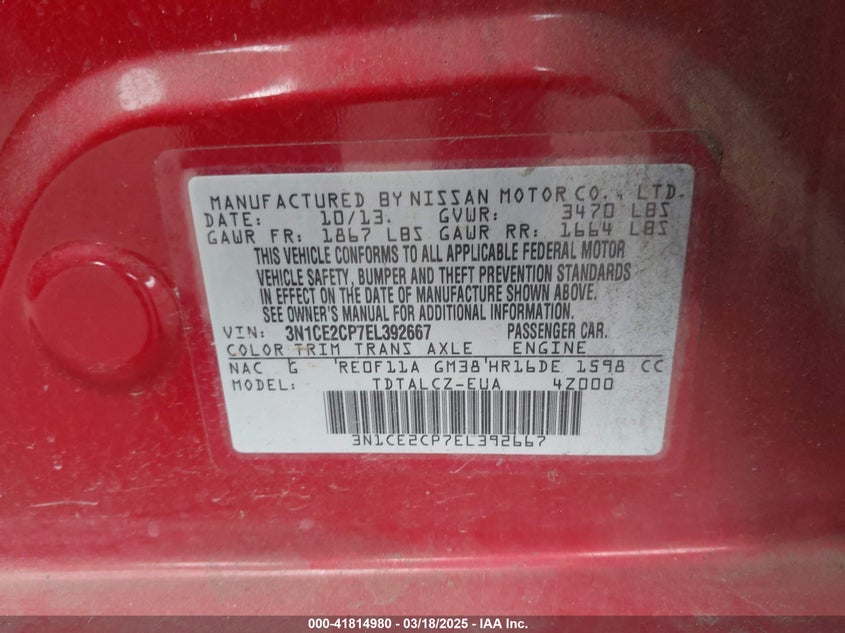 MANUFACTURED BY NISSAN MOTOR CO., LTD.
DATE: 10/13. GVWR: 3470 LBS
GAWR FR: 1867 LBS GAWR RR: 1664 LBS
THIS VEHICLE CONFORMS TO ALL APPLICABLE FEDERAL MOTOR
VEHICLE SAFETY, BUMPER AND THEFT PREVENTION STANDARDS
IN EFFECT ON THE DATE OF MANUFACTURE SHOWN ABOVE.
SEE OWNER'S MANUAL FOR ADDITIONAL INFORMATION
VIN: 3N1CE2CP7EL392667 PASSENGER CAR.
COLOR TRIM TRANS AXLE ENGINE
NAC G 'RE0F11A GM38'HR16DE 1598 CC
MODEL: TDTALCZ-EUA 4Z000
3N1CE2CP7EL392667
000-41814980 - 03/18/2025 - IAA Inc.